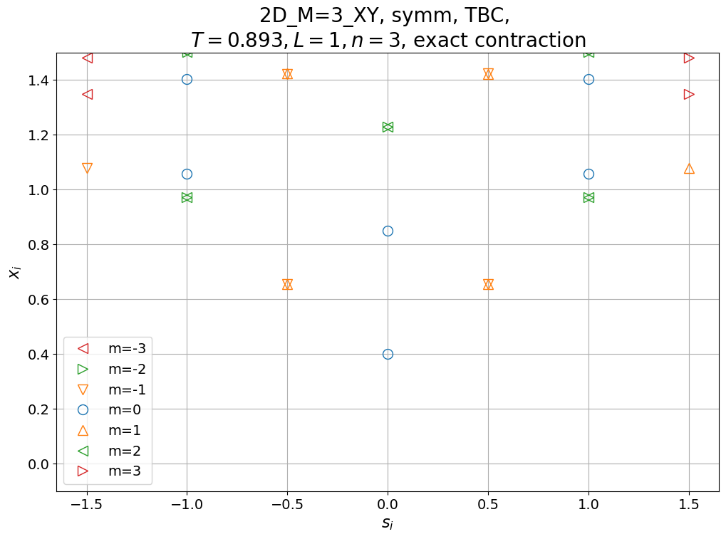 2D_M=3_XY, symm, TBC,
T = 0.893, L = 1, n = 3, exact contraction
1.4
1.2
1.0
0.8
0.6
0.4
0.2
0.0
x_i
m=-3
m=-2
m=-1
m=0
m=1
m=2
m=3
−1.5 −1.0 −0.5 0.0 0.5 1.0 1.5
s_i